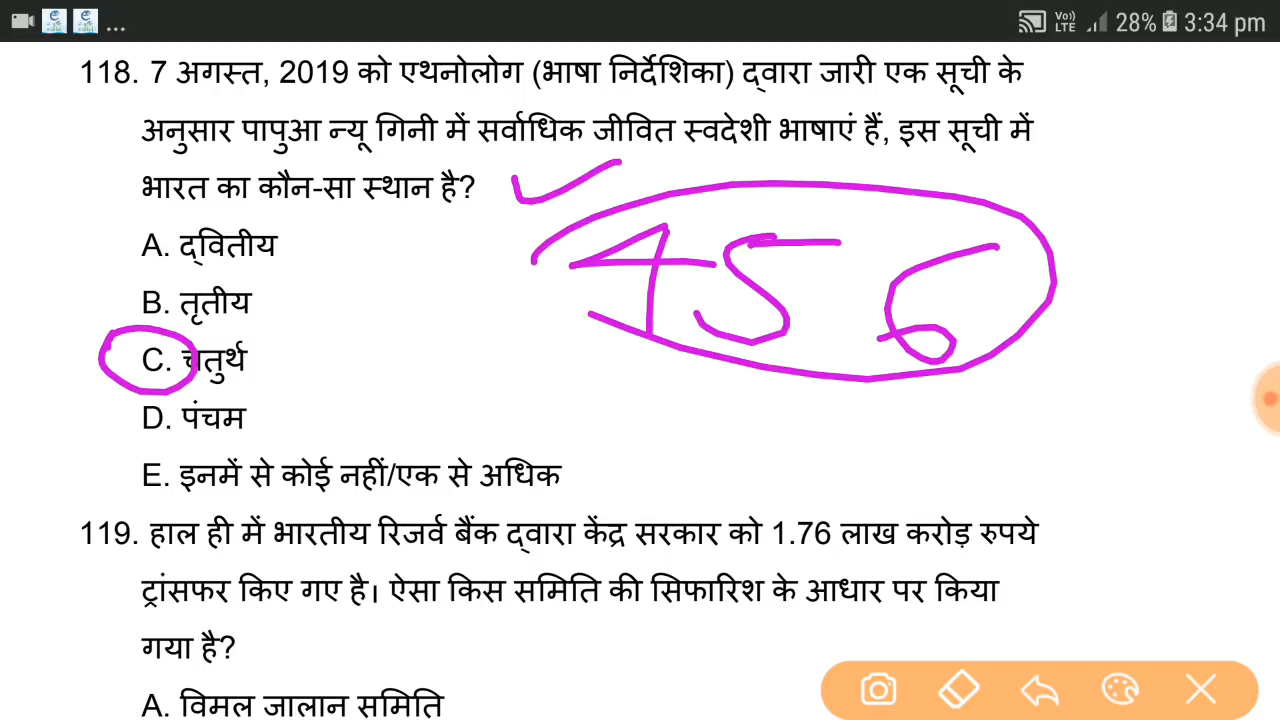 ... Vo)) LTE 28% 3:34 pm
118. 7 अगस्त, 2019 को एथनोलोग (भाषा निर्देशिका) द्वारा जारी एक सूची के
अनुसार पापुआ न्यू गिनी में सर्वाधिक जीवित स्वदेशी भाषाएं हैं, इस सूची में
भारत का कौन-सा स्थान है?
A. द्वितीय
456
B. तृतीय
C. चतुर्थ
D. पंचम
E. इनमें से कोई नहीं/एक से अधिक
119. हाल ही में भारतीय रिजर्व बैंक द्वारा केंद्र सरकार को 1.76 लाख करोड़ रुपये
ट्रांसफर किए गए है। ऐसा किस समिति की सिफारिश के आधार पर किया
गया है?
A. विमल जालान समिति